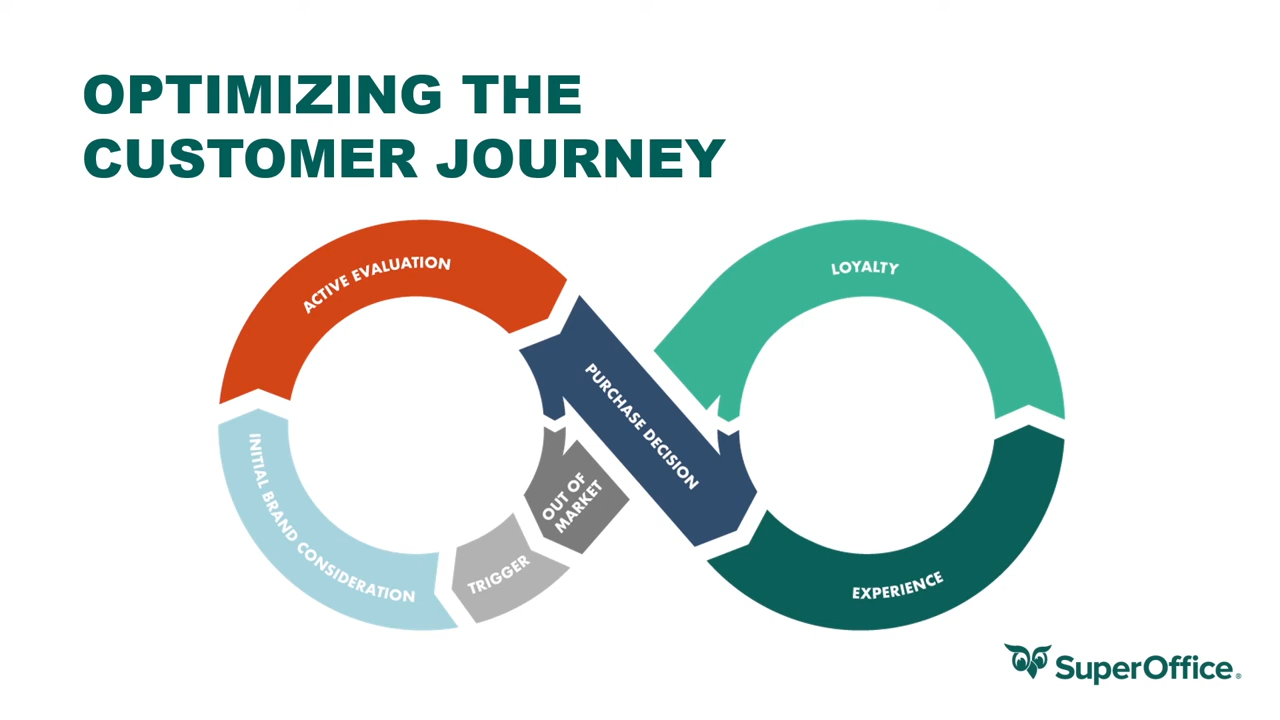 OPTIMIZING THE
CUSTOMER JOURNEY
ACTIVE EVALUATION
LOYALTY
PURCHASE DECISION
INITIAL BRAND CONSIDERATION
OUT OF
MARKET
TRIGGER
EXPERIENCE
SuperOffice®